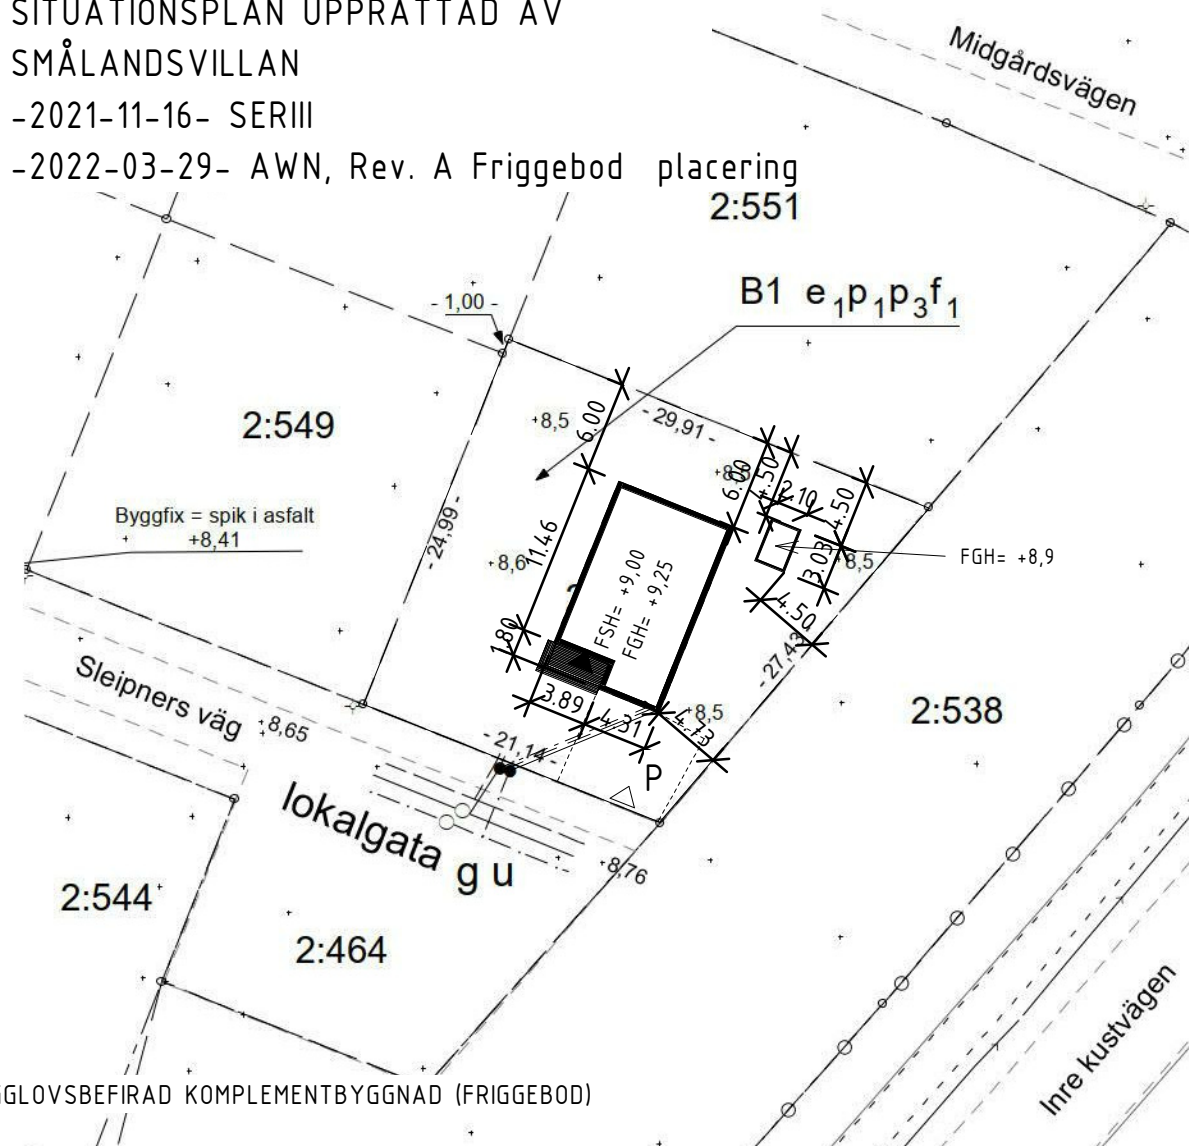 SITUATIONSPLAN UPPRÄTTAD AV
SMÅLANDSVILLAN
-2021-11-16- SERIII
-2022-03-29- AWN, Rev. A Friggebod placering
Midgårdsvägen
2:551
B1 e1p1p3f1
- 1,00 -
2:549
+8,5
6.00
- 29,91 -
6.00
4.50
2.10
4.50
Byggfix = spik i asfalt
+8,41
- 24,99 -
11.46
+8,6
FSH= +9,00
FGH= +9,25
3.03
+8,5
FGH= +8,9
4.50
1.80
- 27,43 -
Sleipners väg
+8,65
3.89
4.31
+8,5
4.73
2:538
- 21,14 -
P
lokalgata
g u
+8,76
2:544
2:464
Inre kustvägen
GGLOVSBEFIRAD KOMPLEMENTBYGGNAD (FRIGGEBOD)